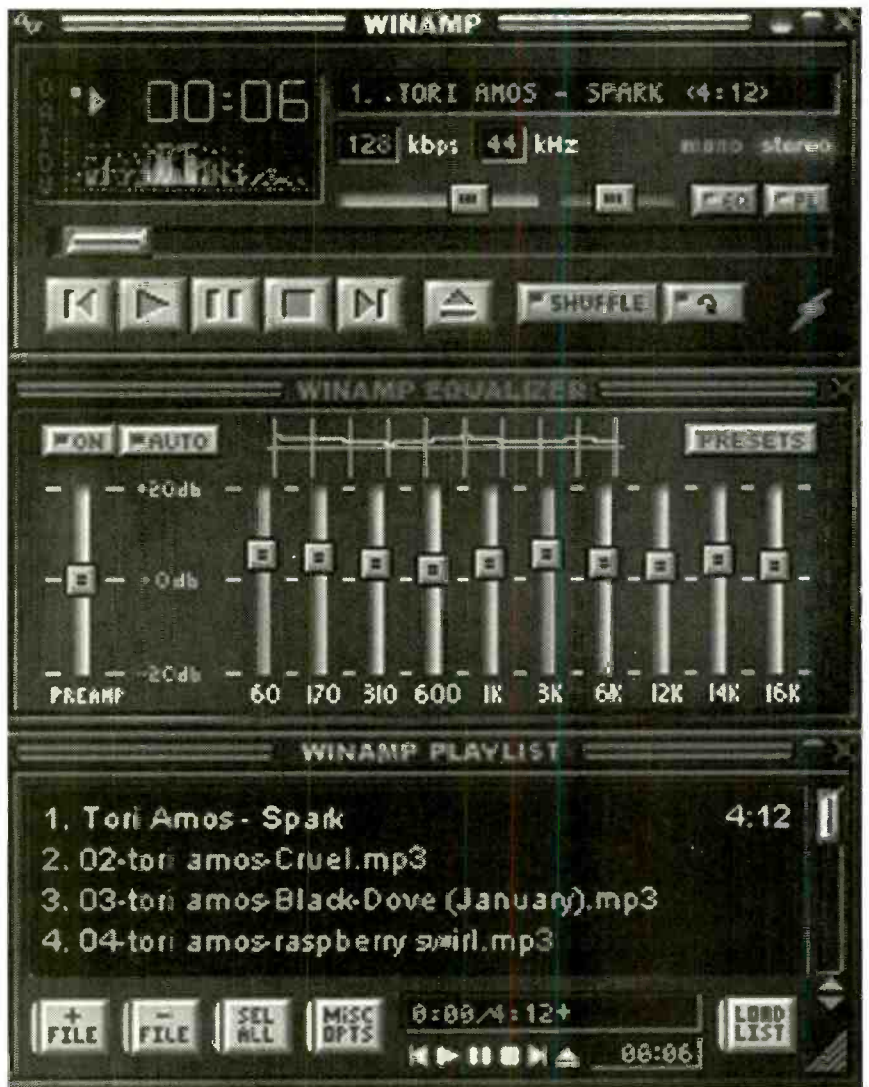 WINAMP
OAIDV
00:06
1. .TORI AMOS - SPARK <4:12>
128 kbps 44 kHz
mono stereo
EQ PL
SHUFFLE
WINAMP EQUALIZER
ON AUTO PRESETS
+20db
+0db
-20db
PREAMP 60 170 310 600 1K 3K 6K 12K 14K 16K
WINAMP PLAYLIST
1. Tori Amos - Spark 4:12
2. 02-tori amos-Cruel.mp3
3. 03-tori amos-Black-Dove (January).mp3
4. 04-tori amos-raspberry swirl.mp3
+ FILE - FILE SEL ALL MISC OPTS 0:00/4:12+ LOAD LIST
00:06